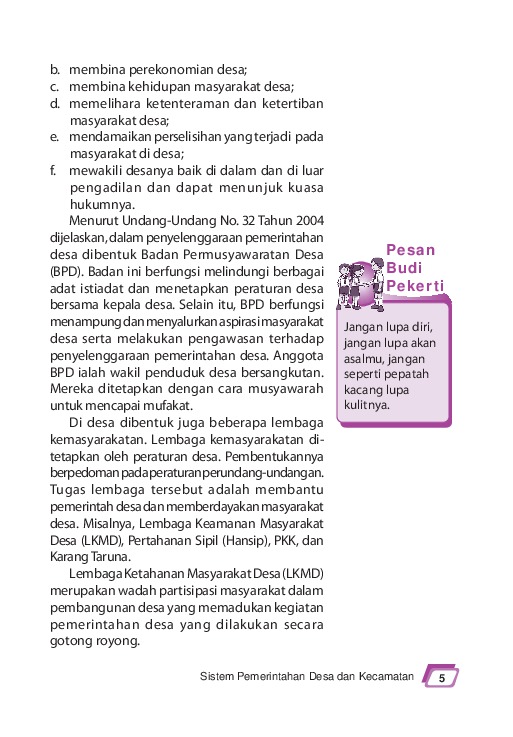 b. membina perekonomian desa;
c. membina kehidupan masyarakat desa;
d. memelihara ketenteraman dan ketertiban
masyarakat desa;
e. mendamaikan perselisihan yang terjadi pada
masyarakat di desa;
f. mewakili desanya baik di dalam dan di luar
pengadilan dan dapat menunjuk kuasa
hukumnya.
Menurut Undang-Undang No. 32 Tahun 2004
dijelaskan, dalam penyelenggaraan pemerintahan
desa dibentuk Badan Permusyawaratan Desa
(BPD). Badan ini berfungsi melindungi berbagai
adat istiadat dan menetapkan peraturan desa
bersama kepala desa. Selain itu, BPD berfungsi
menampung dan menyalurkan aspirasi masyarakat
desa serta melakukan pengawasan terhadap
penyelenggaraan pemerintahan desa. Anggota
BPD ialah wakil penduduk desa bersangkutan.
Mereka ditetapkan dengan cara musyawarah
untuk mencapai mufakat.
Di desa dibentuk juga beberapa lembaga
kemasyarakatan. Lembaga kemasyarakatan di-
tetapkan oleh peraturan desa. Pembentukannya
berpedoman pada peraturan perundang-undangan.
Tugas lembaga tersebut adalah membantu
pemerintah desa dan memberdayakan masyarakat
desa. Misalnya, Lembaga Keamanan Masyarakat
Desa (LKMD), Pertahanan Sipil (Hansip), PKK, dan
Karang Taruna.
Lembaga Ketahanan Masyarakat Desa (LKMD)
merupakan wadah partisipasi masyarakat dalam
pembangunan desa yang memadukan kegiatan
pemerintahan desa yang dilakukan secara
gotong royong.
Pesan
Budi
Pekerti
Jangan lupa diri,
jangan lupa akan
asalmu, jangan
seperti pepatah
kacang lupa
kulitnya.
Sistem Pemerintahan Desa dan Kecamatan 5